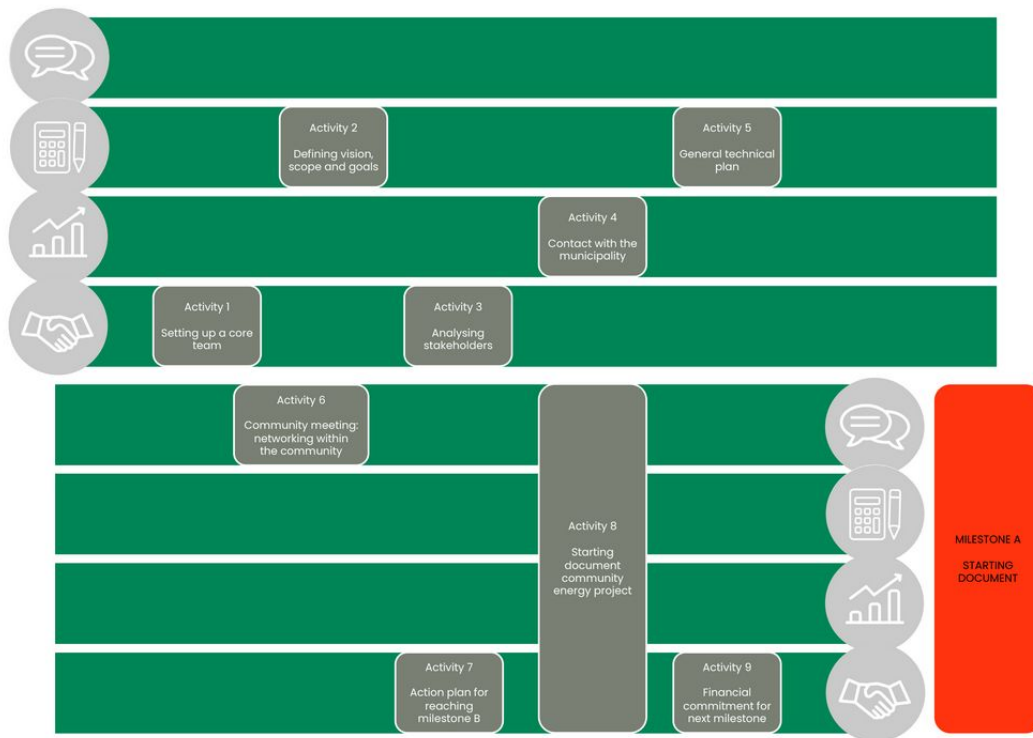 Activity 2
Defining vision,
scope and goals
Activity 5
General technical
plan
Activity 4
Contact with the
municipality
Activity 1
Setting up a core
team
Activity 3
Analysing
stakeholders
Activity 6
Community meeting:
networking within
the community
Activity 8
Starting
document
community
energy project
MILESTONE A
STARTING
DOCUMENT
Activity 7
Action plan for
reaching
milestone B
Activity 9
Financial
commitment for
next milestone